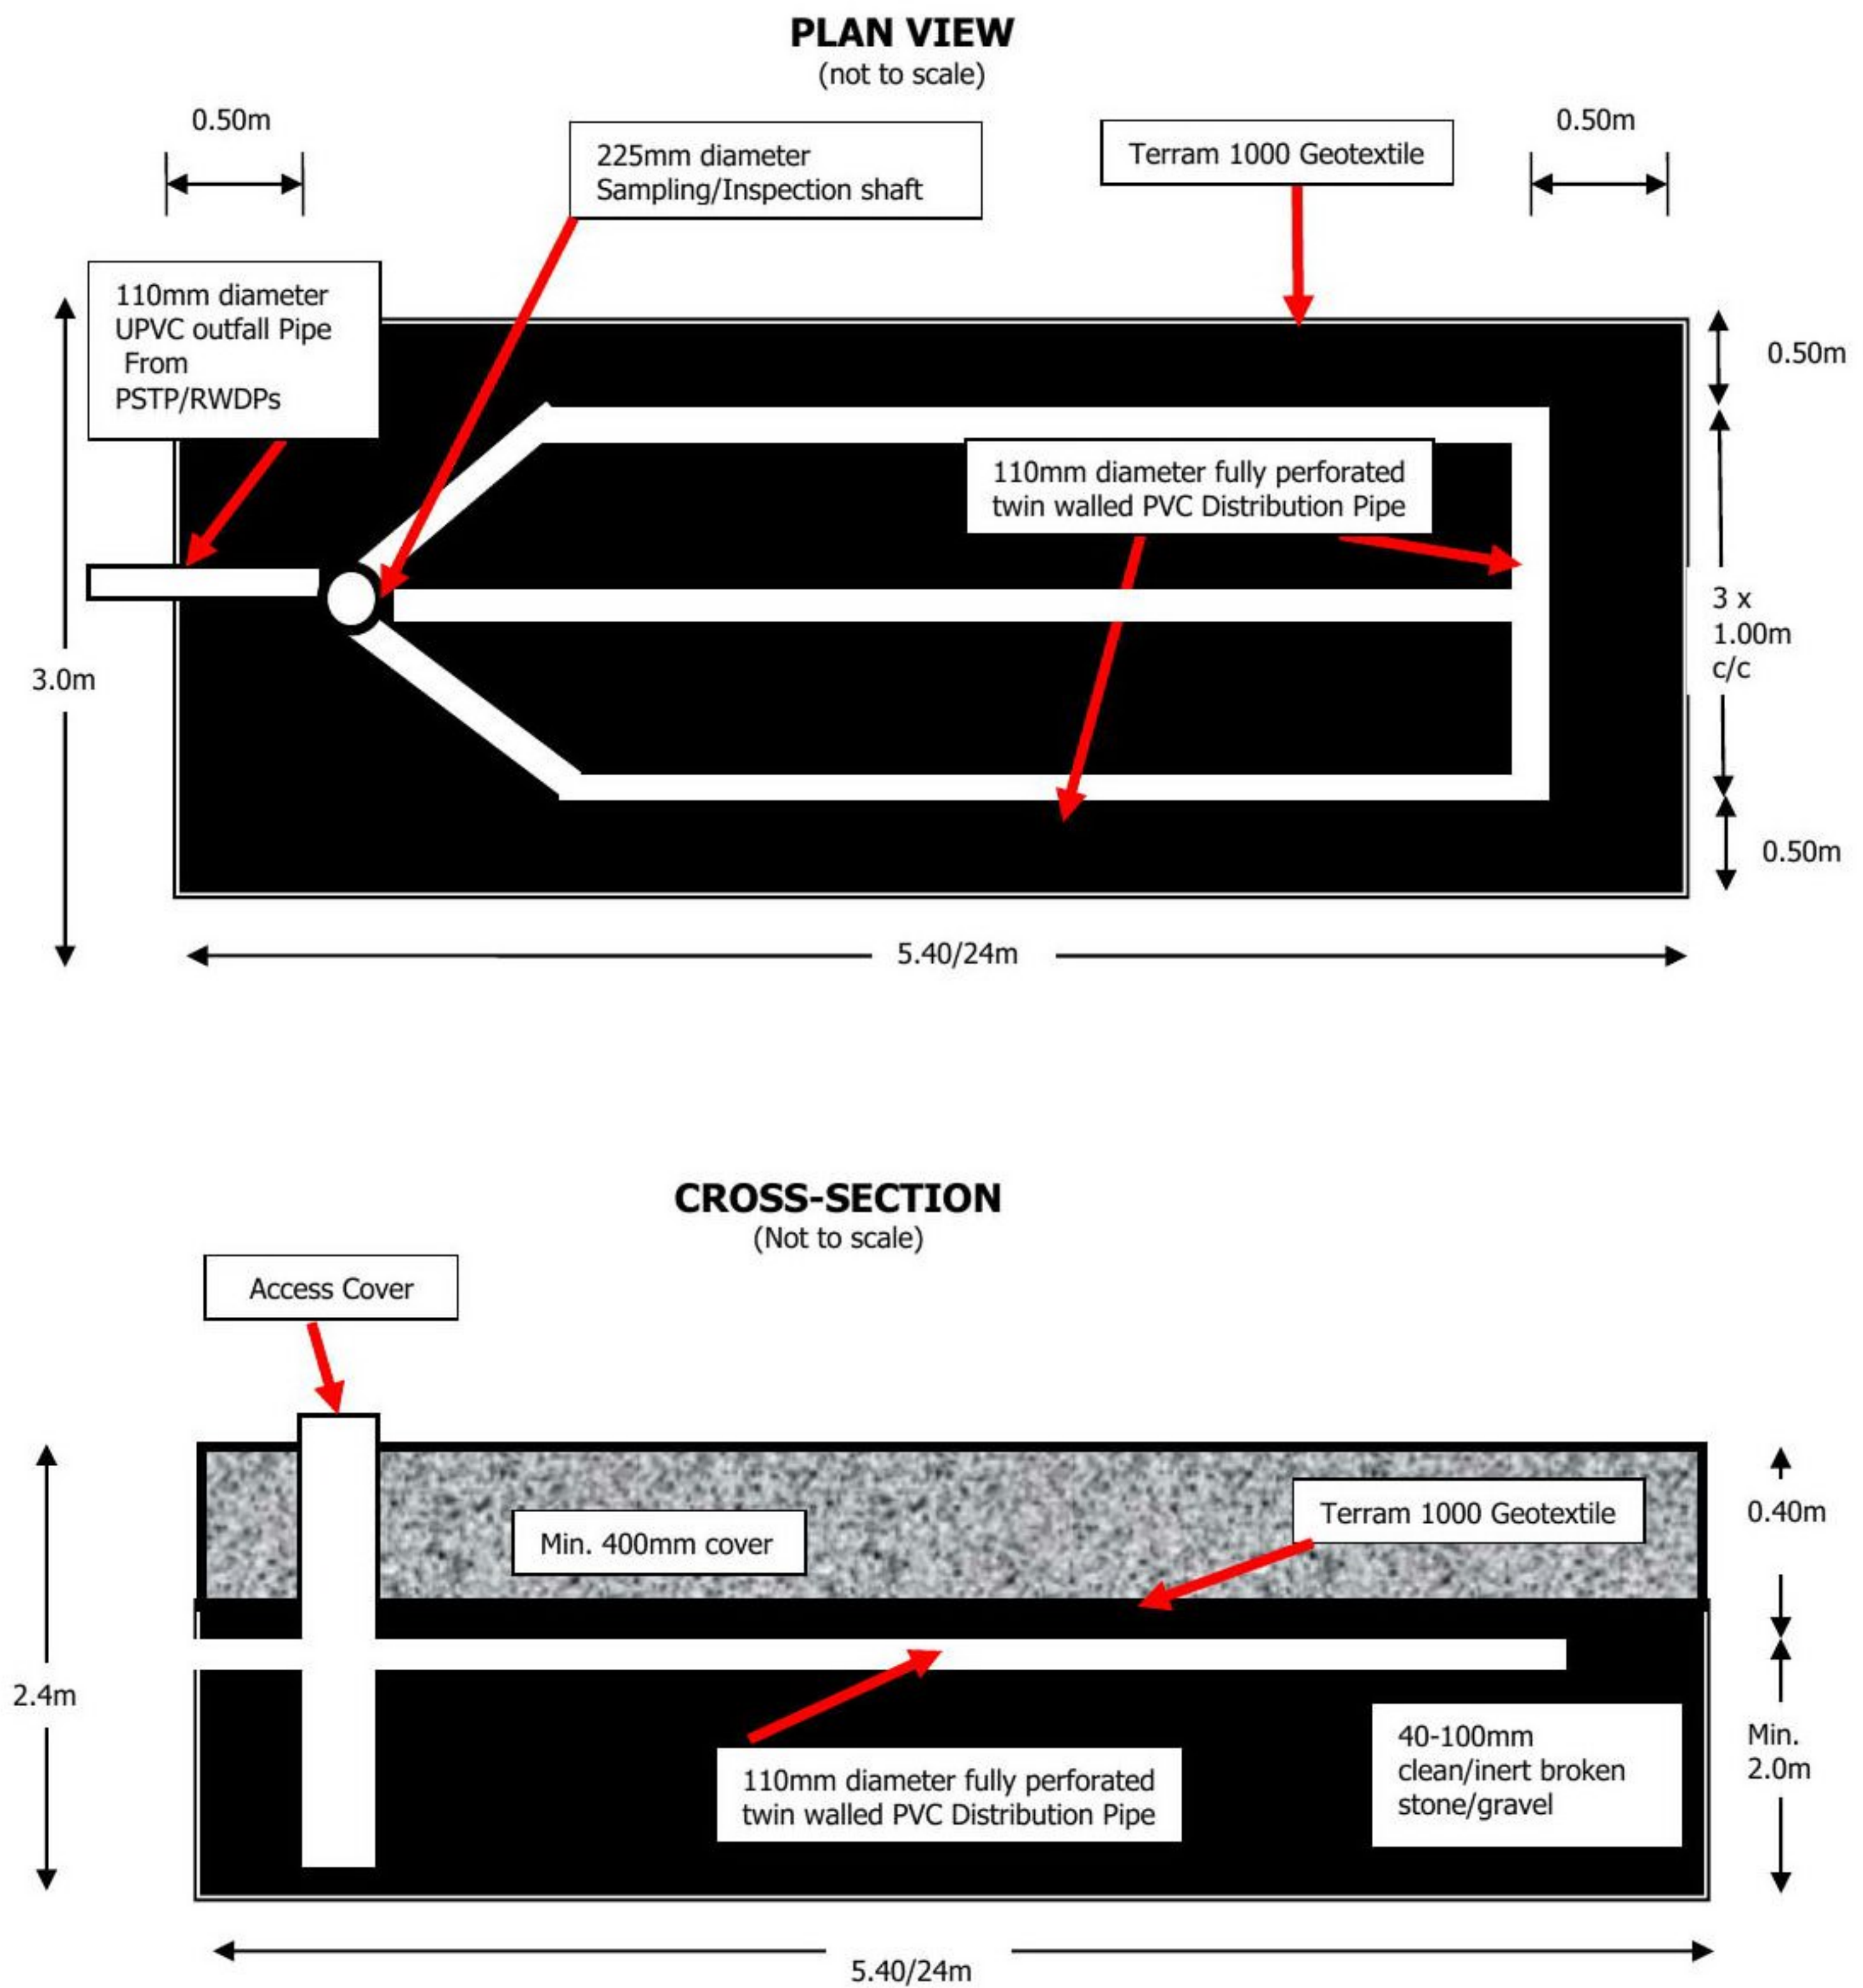 PLAN VIEW
(not to scale)
0.50m
0.50m
225mm diameter
Sampling/Inspection shaft
Terram 1000 Geotextile
110mm diameter
UPVC outfall Pipe
From
PSTP/RWDPs
0.50m
110mm diameter fully perforated
twin walled PVC Distribution Pipe
3 x
1.00m
c/c
3.0m
0.50m
5.40/24m
CROSS-SECTION
(Not to scale)
Access Cover
Terram 1000 Geotextile
0.40m
Min. 400mm cover
2.4m
40-100mm
clean/inert broken
stone/gravel
Min.
2.0m
110mm diameter fully perforated
twin walled PVC Distribution Pipe
5.40/24m